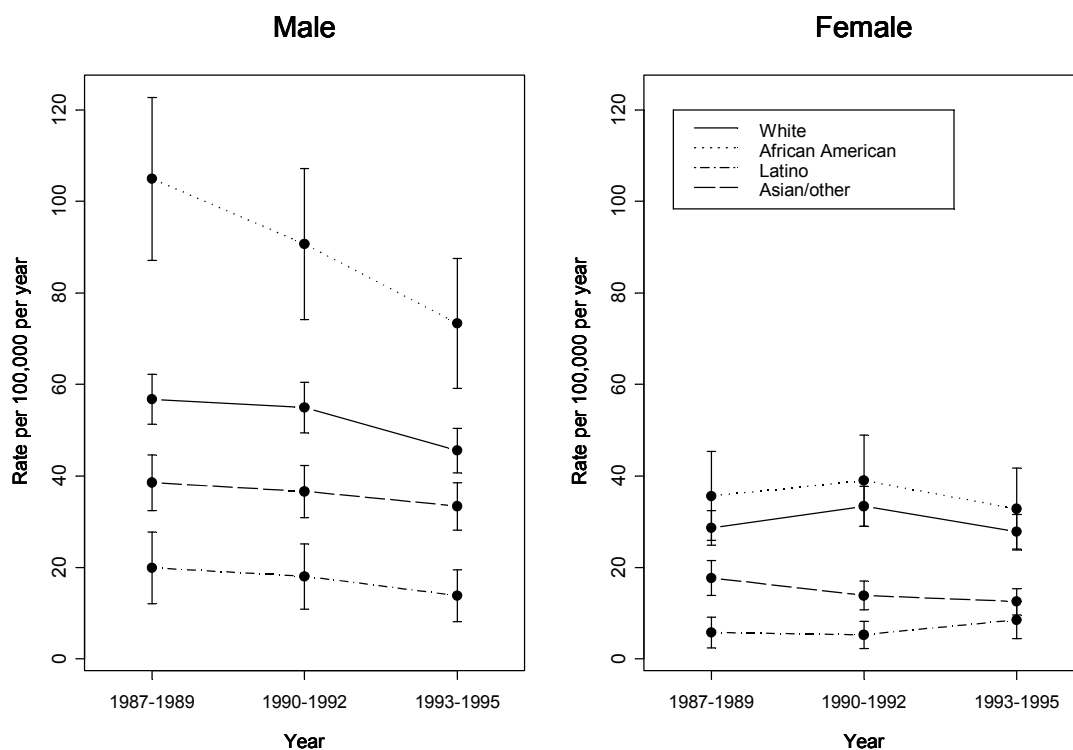 Male
Rate per 100,000 per year
120
100
80
60
40
20
0
1987-1989 1990-1992 1993-1995
Year
Female
Rate per 100,000 per year
120
100
80
60
40
20
0
White
African American
Latino
Asian/other
1987-1989 1990-1992 1993-1995
Year